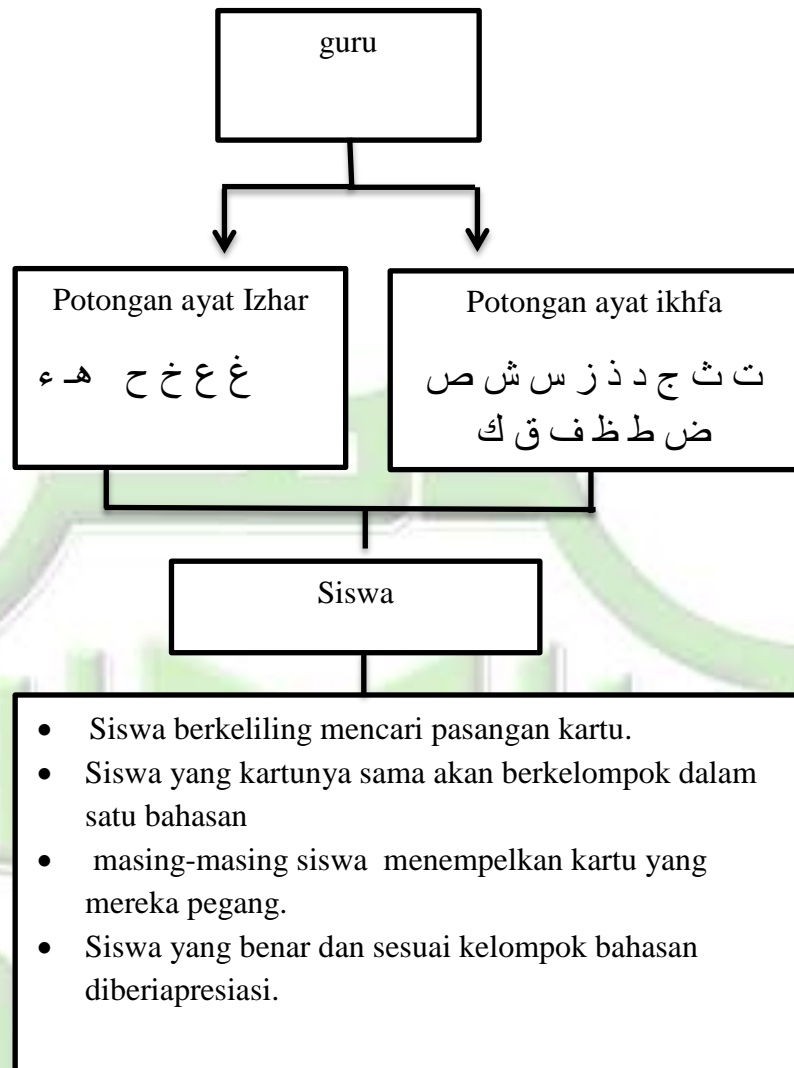 guru
Potongan ayat Izhar
غ ع خ ح هـ ء
Potongan ayat ikhfa
ت ث ج د ذ ز س ش ص
ض ط ظ ف ق ك
Siswa
• Siswa berkeliling mencari pasangan kartu.
• Siswa yang kartunya sama akan berkelompok dalam
satu bahasan
• masing-masing siswa menempelkan kartu yang
mereka pegang.
• Siswa yang benar dan sesuai kelompok bahasan
diberiapresiasi.